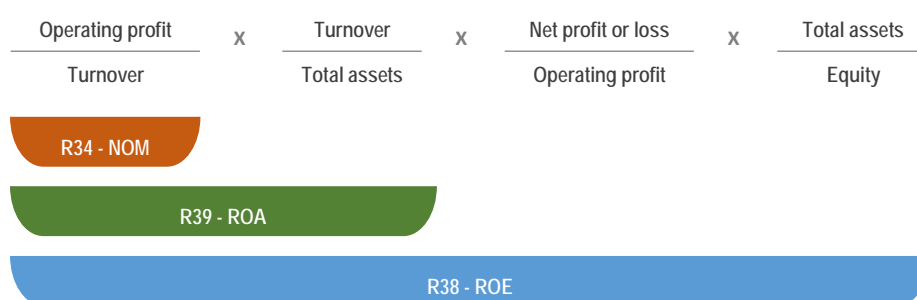 Operating profit x Turnover x Net profit or loss x Total assets
Turnover Total assets Operating profit Equity
R34 - NOM
R39 - ROA
R38 - ROE